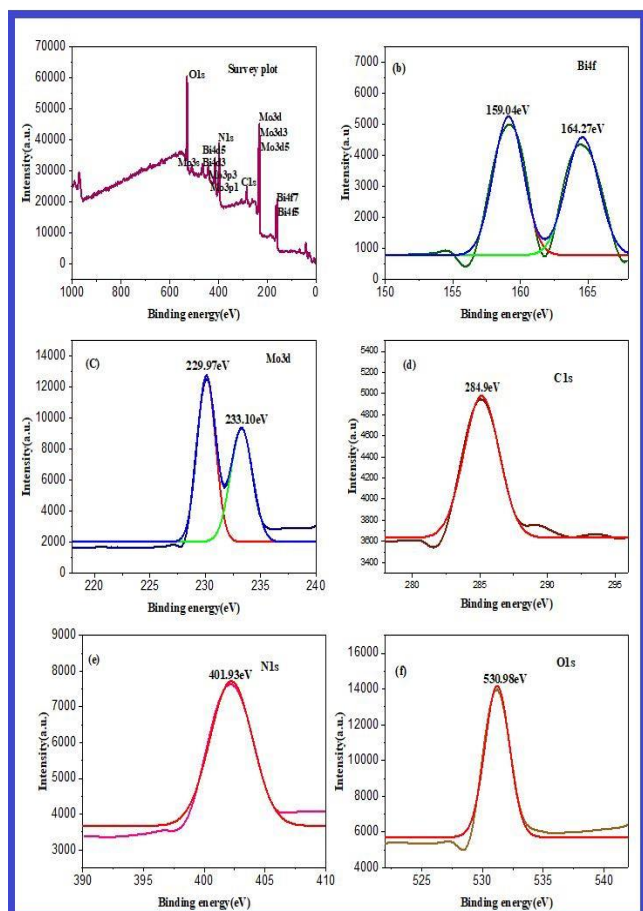 70000
60000
50000
40000
30000
20000
10000
0
O1s
Survey plot
N1s
Mo3d
Mo3d3
Mo3d5
Mo3s
Bi4d5
Bi4d3
Mo3p3
Mo3p1
C1s
Bi4f7
Bi4f5
1000 800 600 400 200 0
Binding energy(eV)
Intensity(a.u.)
(b)
Bi4f
159.04eV
164.27eV
7000
6000
5000
4000
3000
2000
1000
0
150 155 160 165
Binding energy(eV)
Intensity(a.u.)
(C)
Mo3d
229.97eV
233.10eV
14000
12000
10000
8000
6000
4000
2000
0
220 225 230 235 240
Binding energy(eV)
Intensity(a.u.)
(d)
C1s
284.9eV
5200
5000
4800
4600
4400
4200
4000
3800
3600
3400
280 285 290 295
Binding energy(eV)
Intensity(a.u.)
(e)
N1s
401.93eV
9000
8000
7000
6000
5000
4000
3000
390 395 400 405 410
Binding energy(eV)
Intensity(a.u.)
(f)
O1s
530.98eV
16000
14000
12000
10000
8000
6000
4000
525 530 535 540
Binding energy(eV)
Intensity(a.u.)